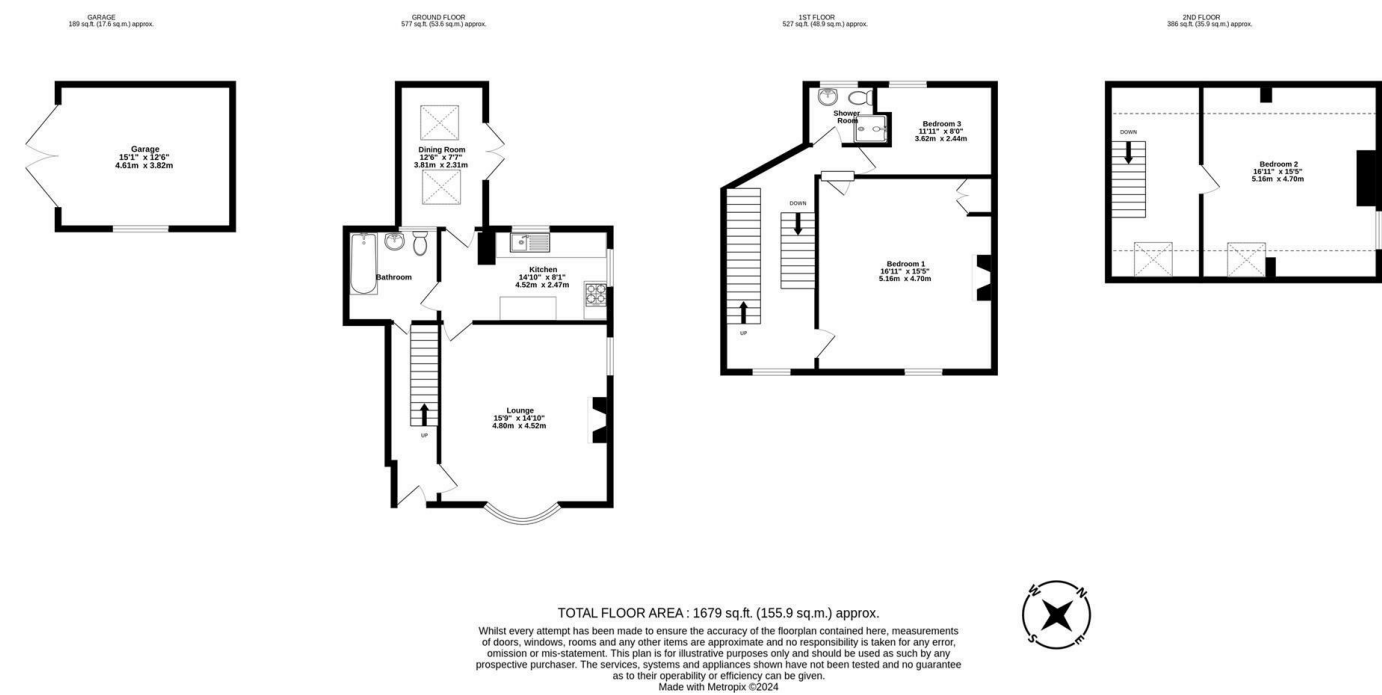 GARAGE
189 sq.ft. (17.6 sq.m.) approx.
GROUND FLOOR
577 sq.ft. (53.6 sq.m.) approx.
1ST FLOOR
527 sq.ft. (48.9 sq.m.) approx.
2ND FLOOR
386 sq.ft. (35.9 sq.m.) approx.
Garage
15'1" x 12'6"
4.61m x 3.82m
Dining Room
12'6" x 7'7"
3.81m x 2.31m
Bathroom
Kitchen
14'10" x 8'1"
4.52m x 2.47m
Lounge
15'9" x 14'10"
4.80m x 4.52m
UP
Shower
Room
Bedroom 3
11'11" x 8'0"
3.62m x 2.44m
DOWN
Bedroom 1
16'11" x 15'5"
5.16m x 4.70m
UP
DOWN
Bedroom 2
16'11" x 15'5"
5.16m x 4.70m
TOTAL FLOOR AREA : 1679 sq.ft. (155.9 sq.m.) approx.
Whilst every attempt has been made to ensure the accuracy of the floorplan contained here, measurements
of doors, windows, rooms and any other items are approximate and no responsibility is taken for any error,
omission or mis-statement. This plan is for illustrative purposes only and should be used as such by any
prospective purchaser. The services, systems and appliances shown have not been tested and no guarantee
as to their operability or efficiency can be given.
Made with Metropix ©2024
W
N
S
E